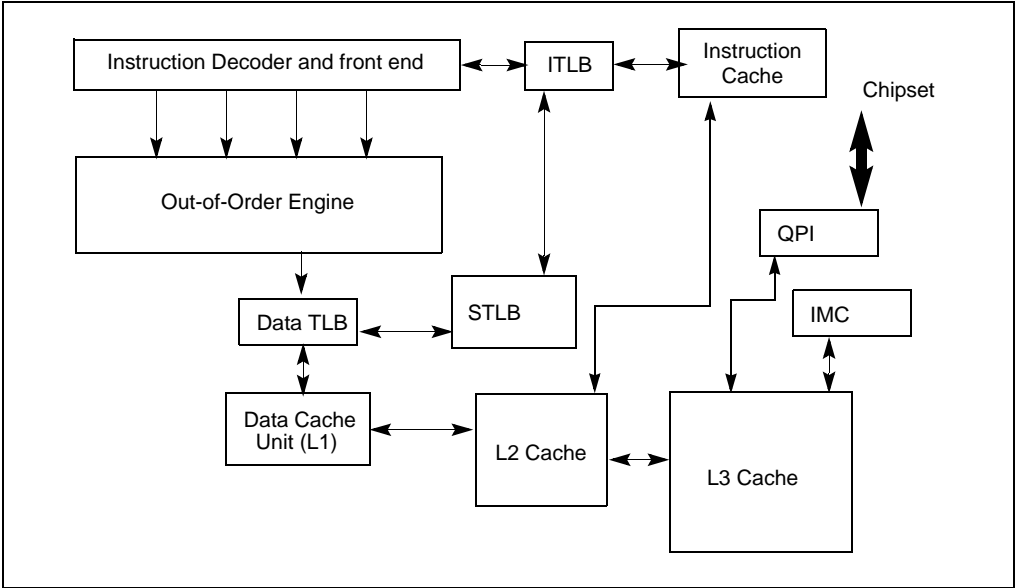 Instruction Decoder and front end
ITLB
Instruction
Cache
Chipset
Out-of-Order Engine
QPI
Data TLB
STLB
IMC
Data Cache
Unit (L1)
L2 Cache
L3 Cache